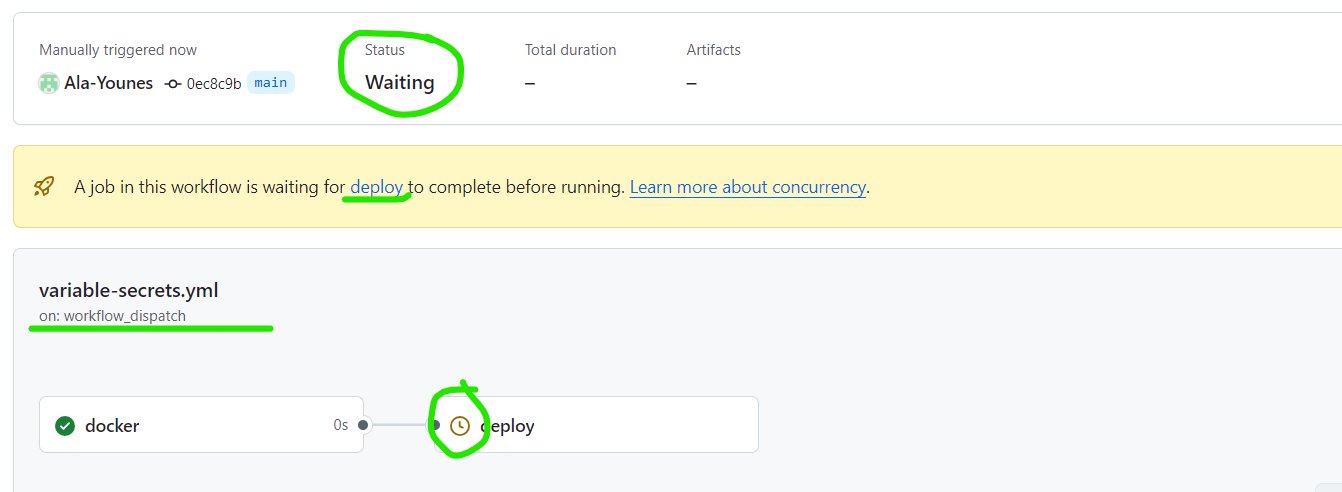 Manually triggered now
Status
Total duration
Artifacts
Ala-Younes 0ec8c9b main
Waiting
–
–
A job in this workflow is waiting for deploy to complete before running. Learn more about concurrency.
variable-secrets.yml
on: workflow_dispatch
docker 0s
deploy